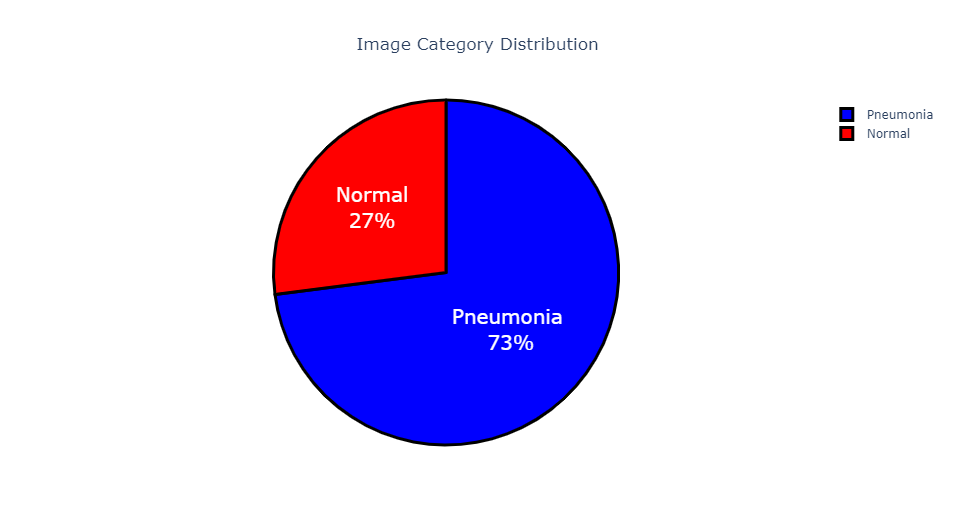 Image Category Distribution
Pneumonia
Normal
Normal
27%
Pneumonia
73%